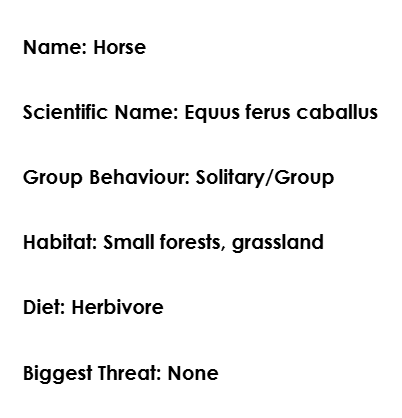 Name: Horse
Scientific Name: Equus ferus caballus
Group Behaviour: Solitary/Group
Habitat: Small forests, grassland
Diet: Herbivore
Biggest Threat: None